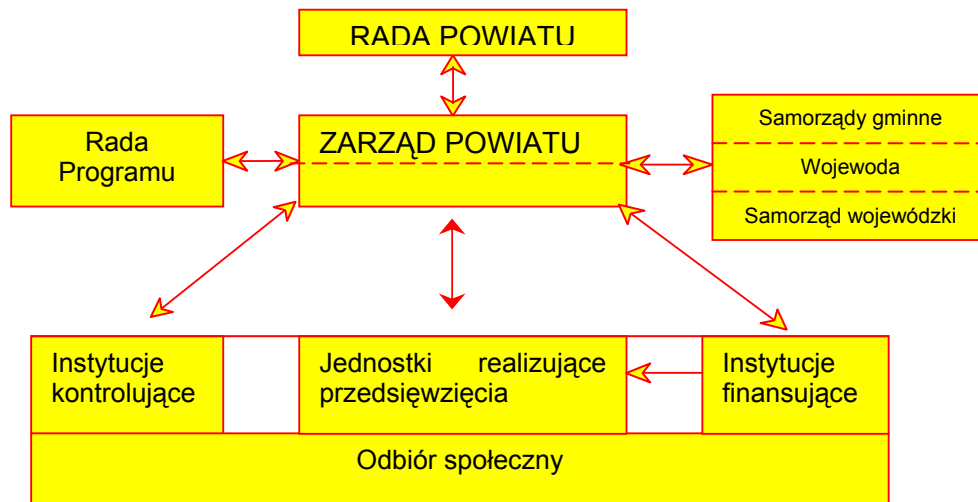 RADA POWIATU
Rada
Programu
ZARZĄD POWIATU
Samorządy gminne
Wojewoda
Samorząd wojewódzki
Instytucje
kontrolujące
Jednostki realizujące
przedsięwzięcia
Instytucje
finansujące
Odbiór społeczny